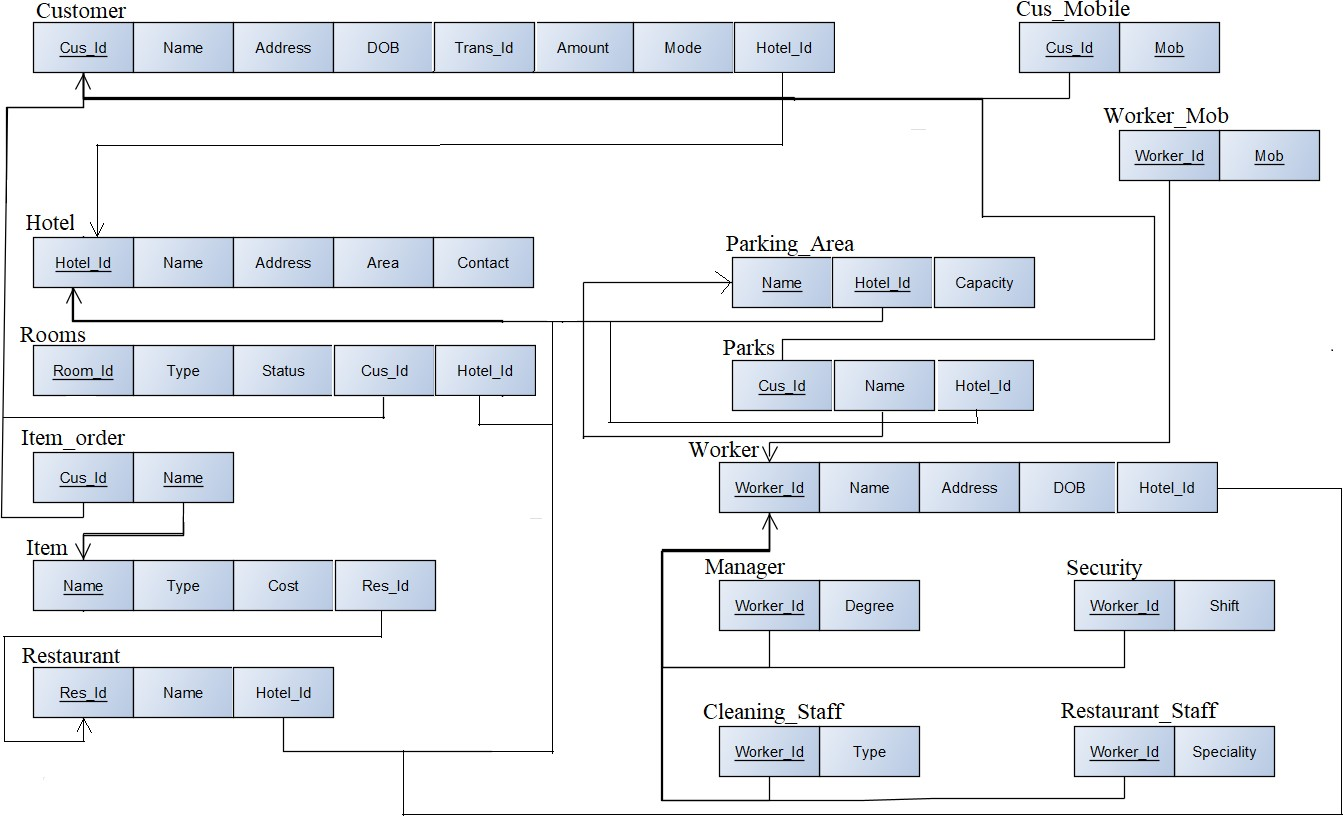 Customer
Cus_Id Name Address DOB Trans_Id Amount Mode Hotel_Id
Cus_Mobile
Cus_Id Mob
Worker_Mob
Worker_Id Mob
Hotel
Hotel_Id Name Address Area Contact
Parking_Area
Name Hotel_Id Capacity
Rooms
Room_Id Type Status Cus_Id Hotel_Id
Parks
Cus_Id Name Hotel_Id
Item_order
Cus_Id Name
Worker
Worker_Id Name Address DOB Hotel_Id
Item
Name Type Cost Res_Id
Manager
Worker_Id Degree
Security
Worker_Id Shift
Restaurant
Res_Id Name Hotel_Id
Cleaning_Staff
Worker_Id Type
Restaurant_Staff
Worker_Id Speciality